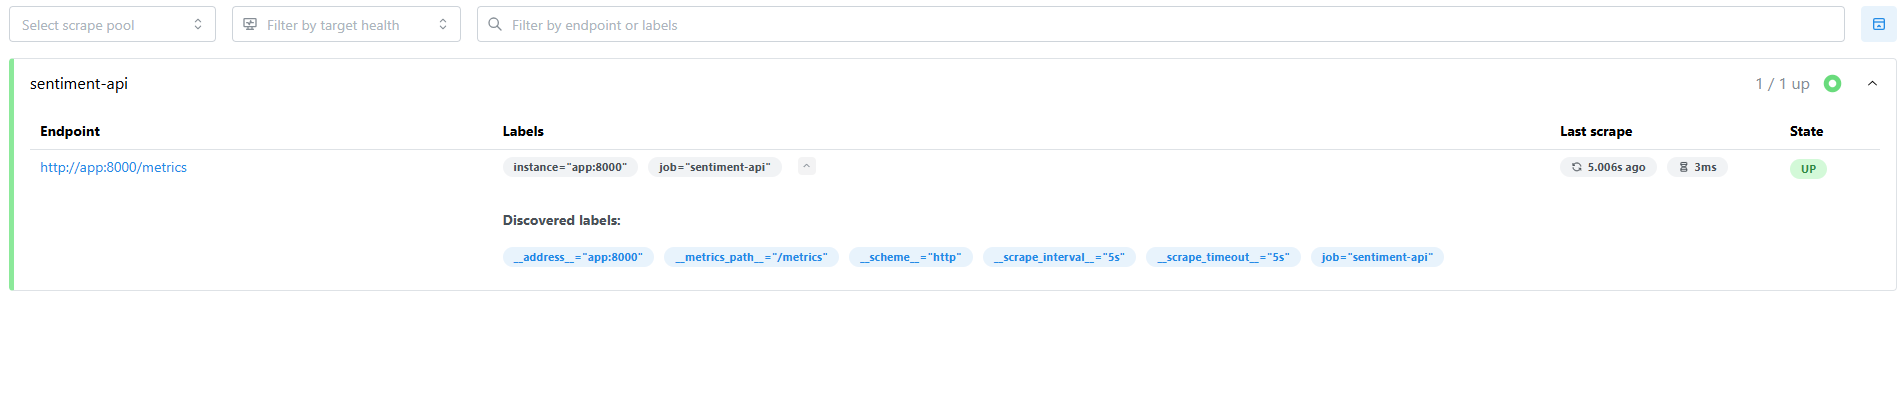 Select scrape pool Filter by target health Filter by endpoint or labels
sentiment-api 1 / 1 up
Endpoint Labels Last scrape State
http://app:8000/metrics instance="app:8000" job="sentiment-api" 5.006s ago 3ms UP
Discovered labels:
__address__="app:8000" __metrics_path__="/metrics" __scheme__="http" __scrape_interval__="5s" __scrape_timeout__="5s" job="sentiment-api"